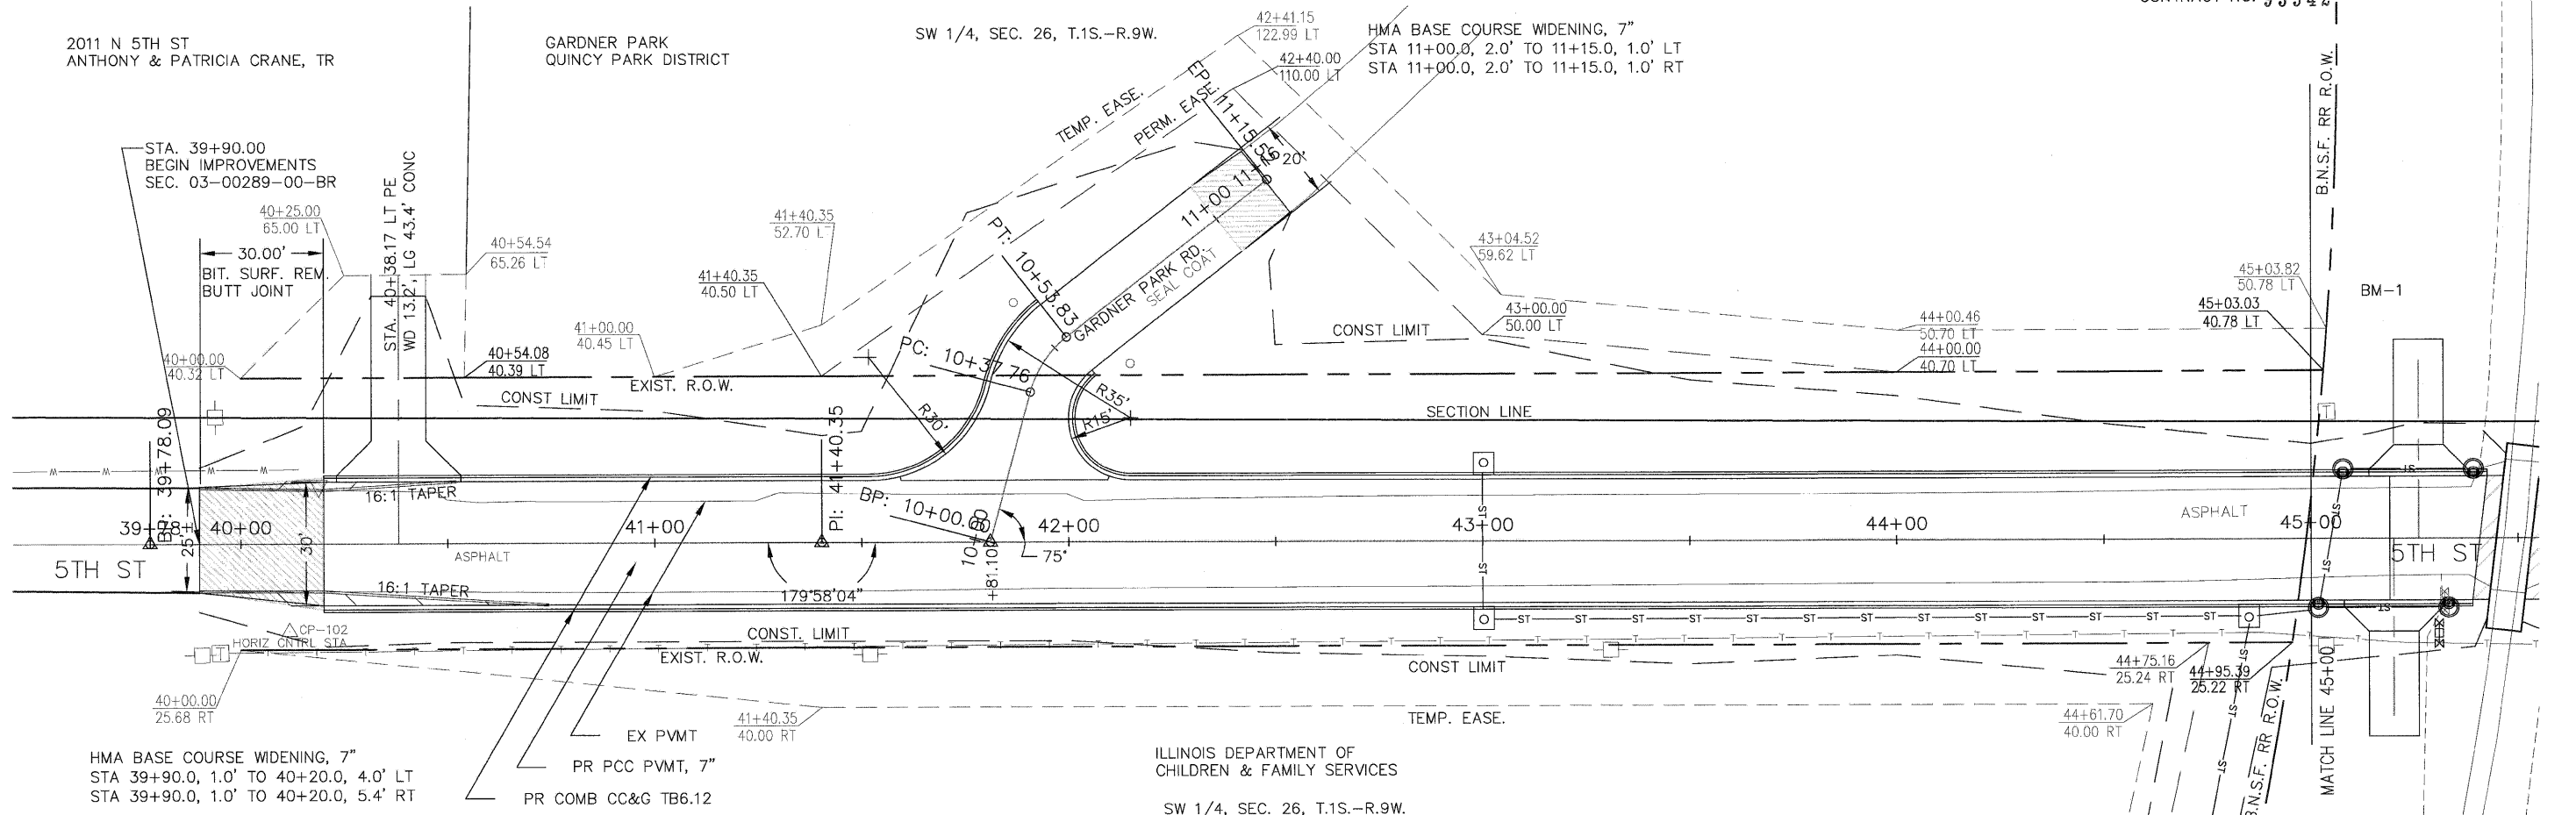 2011 N 5TH ST
ANTHONY & PATRICIA CRANE, TR
GARDNER PARK
QUINCY PARK DISTRICT
SW 1/4, SEC. 26, T.1S.-R.9W.
42+41.15
122.99 LT
42+40.00
110.00 LT
HMA BASE COURSE WIDENING, 7"
STA 11+00.0, 2.0' TO 11+15.0, 1.0' LT
STA 11+00.0, 2.0' TO 11+15.0, 1.0' RT
B.N.S.F. RR R.O.W.
STA. 39+90.00
BEGIN IMPROVEMENTS
SEC. 03-00289-00-BR
TEMP. EASE.
PERM. EASE.
EP: 11+15.56
20'
11+00
40+25.00
65.00 LT
STA. 40+38.17 LT PE
WD 13.2', LG 43.4' CONC
40+54.54
65.26 LT
30.00'
BIT. SURF. REM.
BUTT JOINT
41+40.35
52.70 LT
41+40.35
40.50 LT
PT: 10+53.83
GARDNER PARK RD.
SEAL COAT
43+04.52
59.62 LT
43+00.00
50.00 LT
CONST LIMIT
44+00.46
50.70 LT
44+00.00
40.70 LT
45+03.82
50.78 LT
45+03.03
40.78 LT
BM-1
41+00.00
40.45 LT
40+00.00
40.32 LT
40+54.08
40.39 LT
EXIST. R.O.W.
CONST LIMIT
PC: 10+37.76
R30'
R35'
R15'
SECTION LINE
T
W W W W
39+78.09
16:1 TAPER
PI: 41+40.35
BP: 10+00.00
40+00
41+00
42+00
43+00
44+00
45+00
ASPHALT
5TH ST
25'
30'
ASPHALT
+81.10
75°
5TH ST
16:1 TAPER
179°58'04"
ST
ST
ST ST ST ST ST ST ST
CP-102
HORIZ CNTRL STA
CONST. LIMIT
EXIST. R.O.W.
CONST LIMIT
40+00.00
25.68 RT
41+40.35
40.00 RT
TEMP. EASE.
44+75.16
25.24 RT
44+95.39
25.22 RT
44+61.70
40.00 RT
B.N.S.F. RR R.O.W.
MATCH LINE 45+00
EX PVMT
PR PCC PVMT, 7"
PR COMB CC&G TB6.12
HMA BASE COURSE WIDENING, 7"
STA 39+90.0, 1.0' TO 40+20.0, 4.0' LT
STA 39+90.0, 1.0' TO 40+20.0, 5.4' RT
ILLINOIS DEPARTMENT OF
CHILDREN & FAMILY SERVICES
SW 1/4, SEC. 26, T.1S.-R.9W.